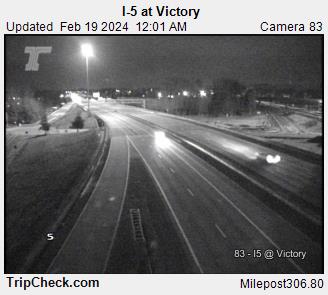 I-5 at Victory
Updated Feb 19 2024 12:01 AM Camera 83
T
S
83 - I5 @ Victory
TripCheck.com Milepost306.80